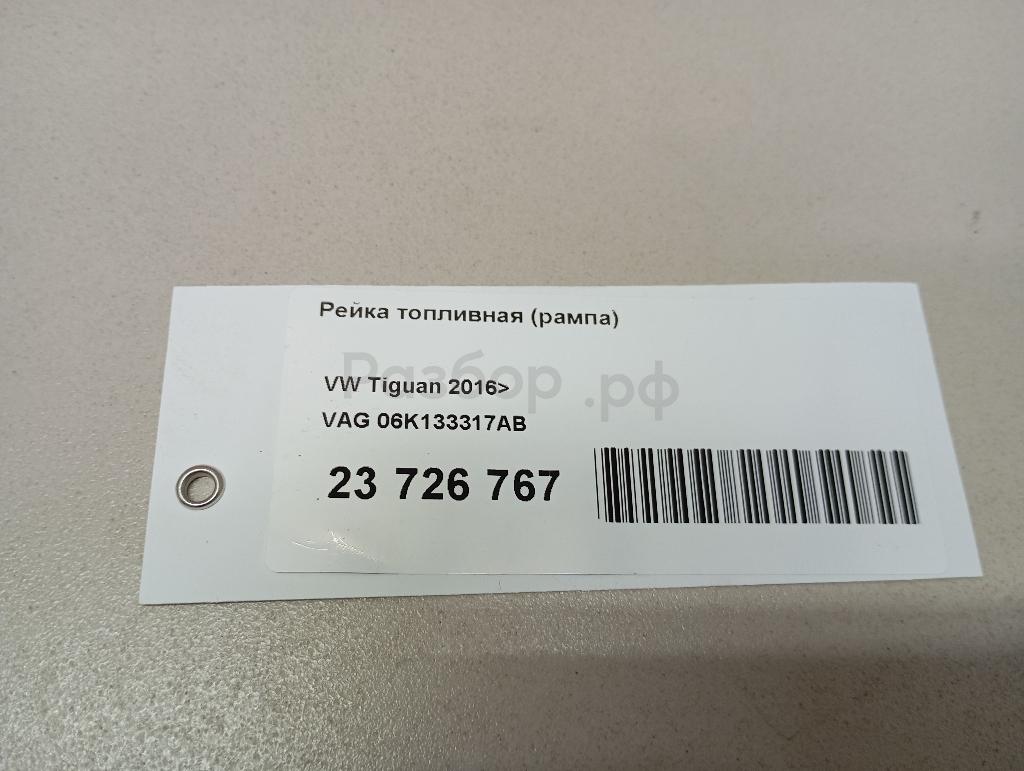 Рейка топливная (рампа)
Разбор.рф
VW Tiguan 2016>
VAG 06K133317AB
23 726 767